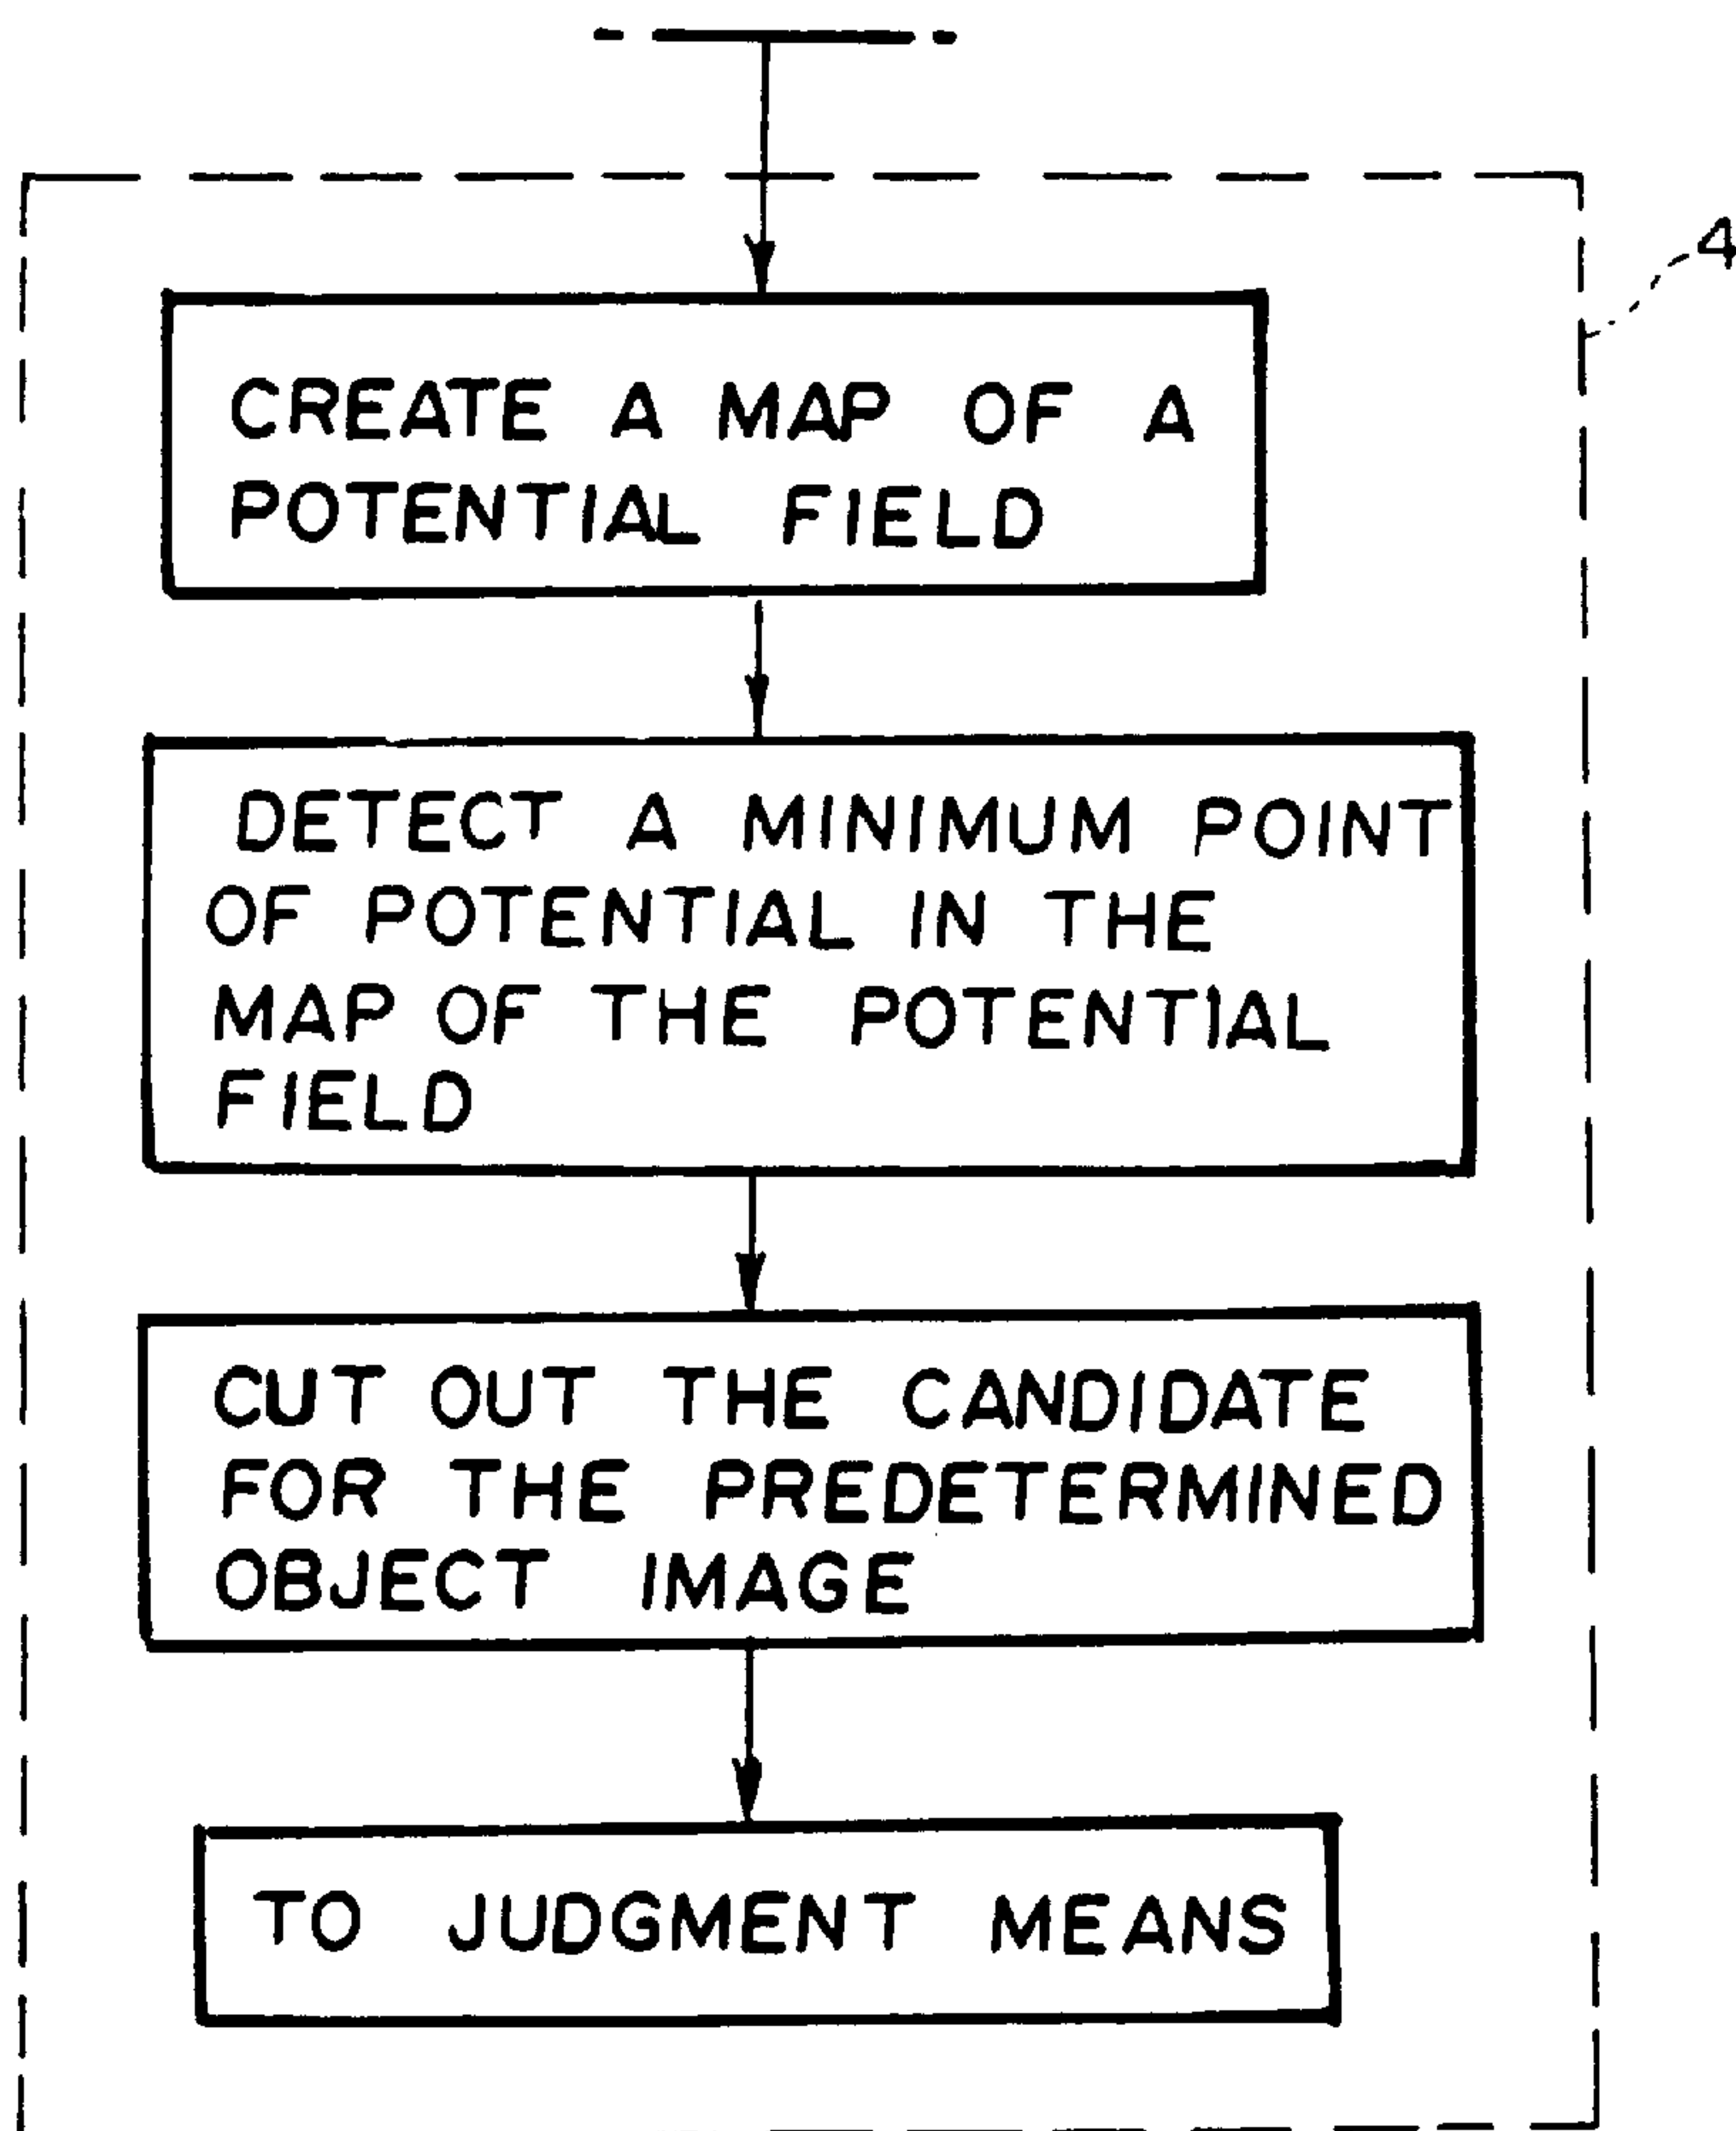 4
CREATE A MAP OF A
POTENTIAL FIELD
DETECT A MINIMUM POINT
OF POTENTIAL IN THE
MAP OF THE POTENTIAL
FIELD
CUT OUT THE CANDIDATE
FOR THE PREDETERMINED
OBJECT IMAGE
TO JUDGMENT MEANS